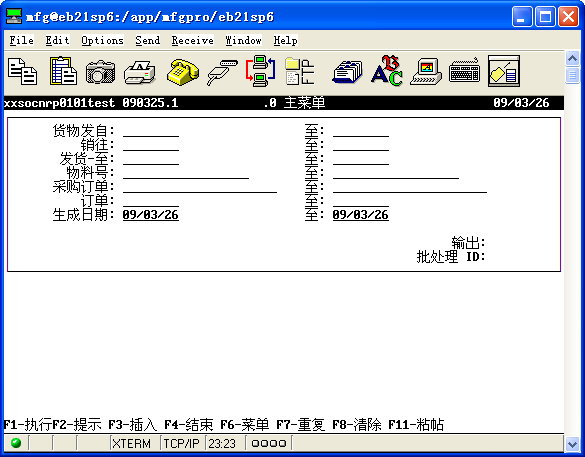 mfg@eb21sp6:/app/mfgpro/eb21sp6
File Edit Options Send Receive Window Help
xxsocnrp0101test 090325.1 .0 主菜单 09/03/26
货物发自: 至:
销往: 至:
发货-至: 至:
物料号: 至:
采购订单: 至:
订单: 至:
生成日期: 09/03/26 至: 09/03/26
输出:
批处理 ID:
F1-执行F2-提示 F3-插入 F4-结束 F6-菜单 F7-重复 F8-清除 F11-粘帖
XTERM TCP/IP 23:23